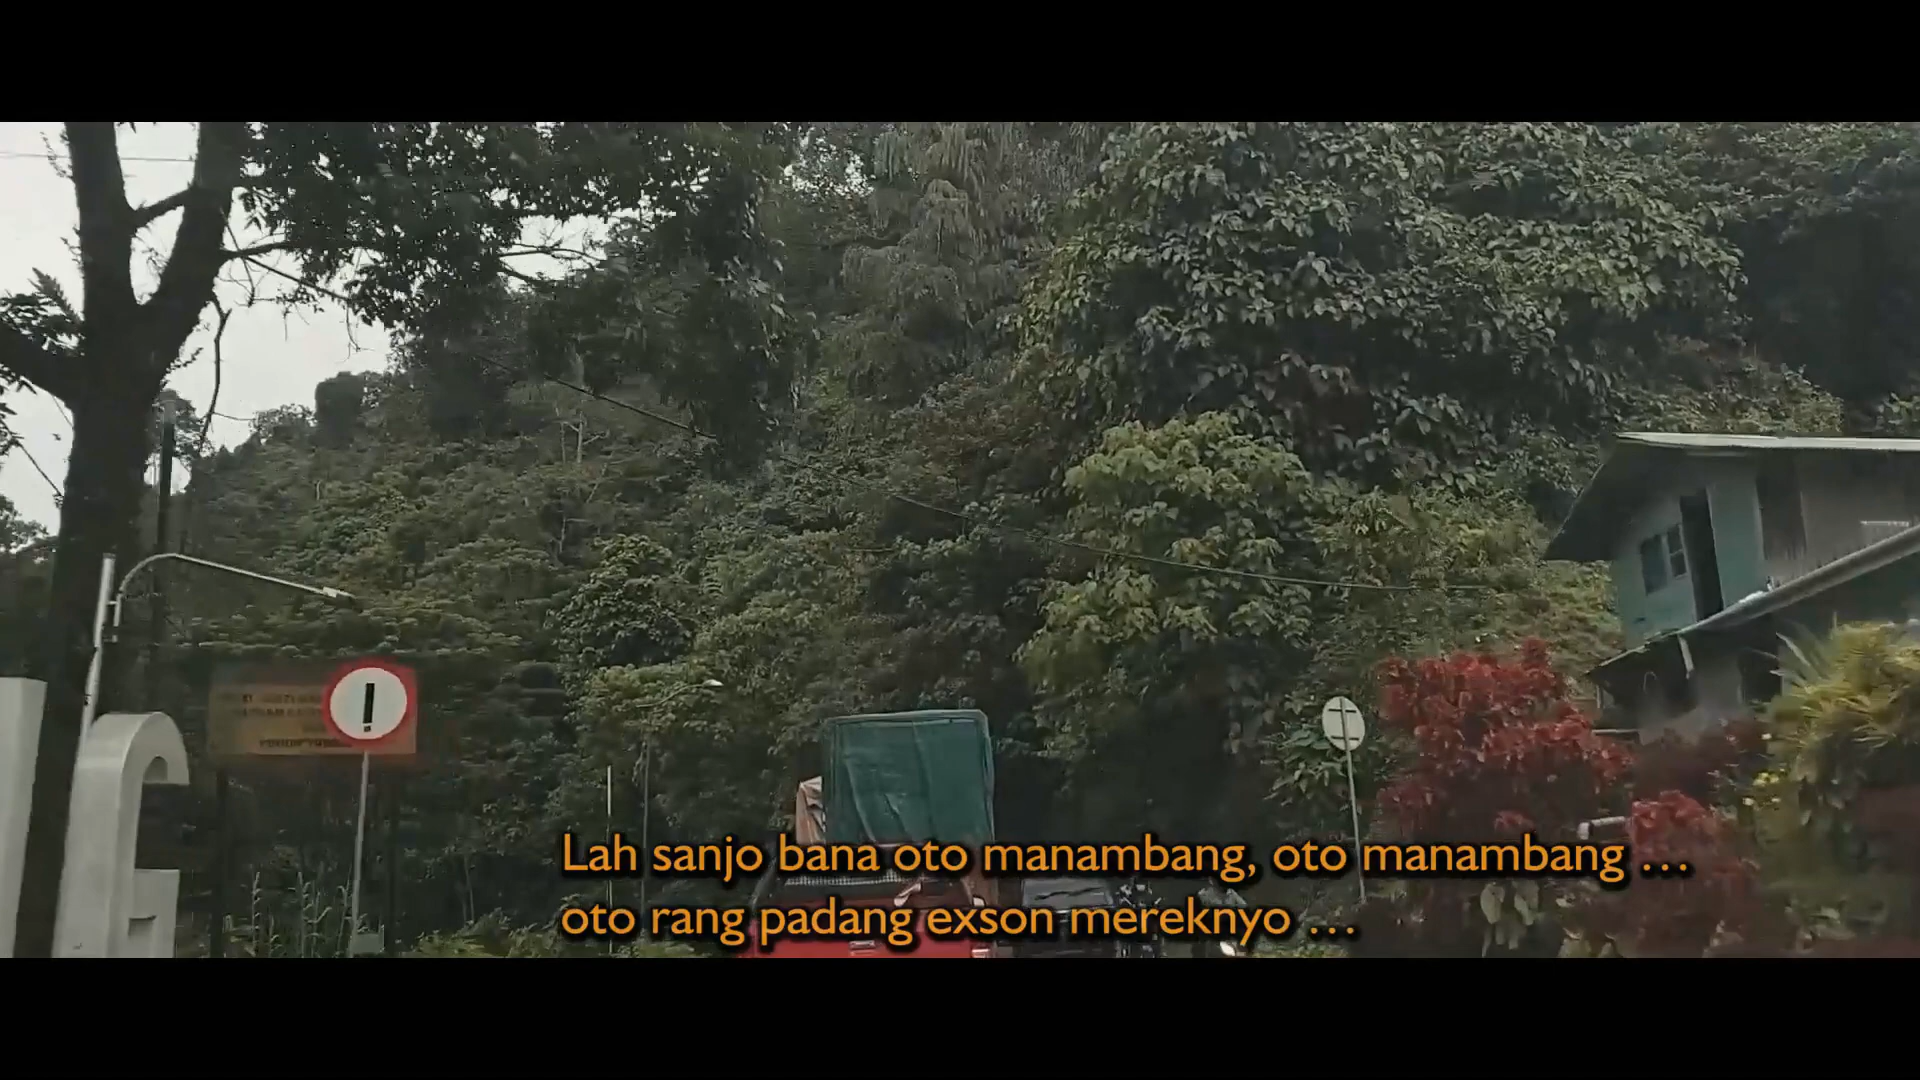 Lah sanjo bana oto manambang, oto manambang ...
oto rang padang exson mereknyo ...